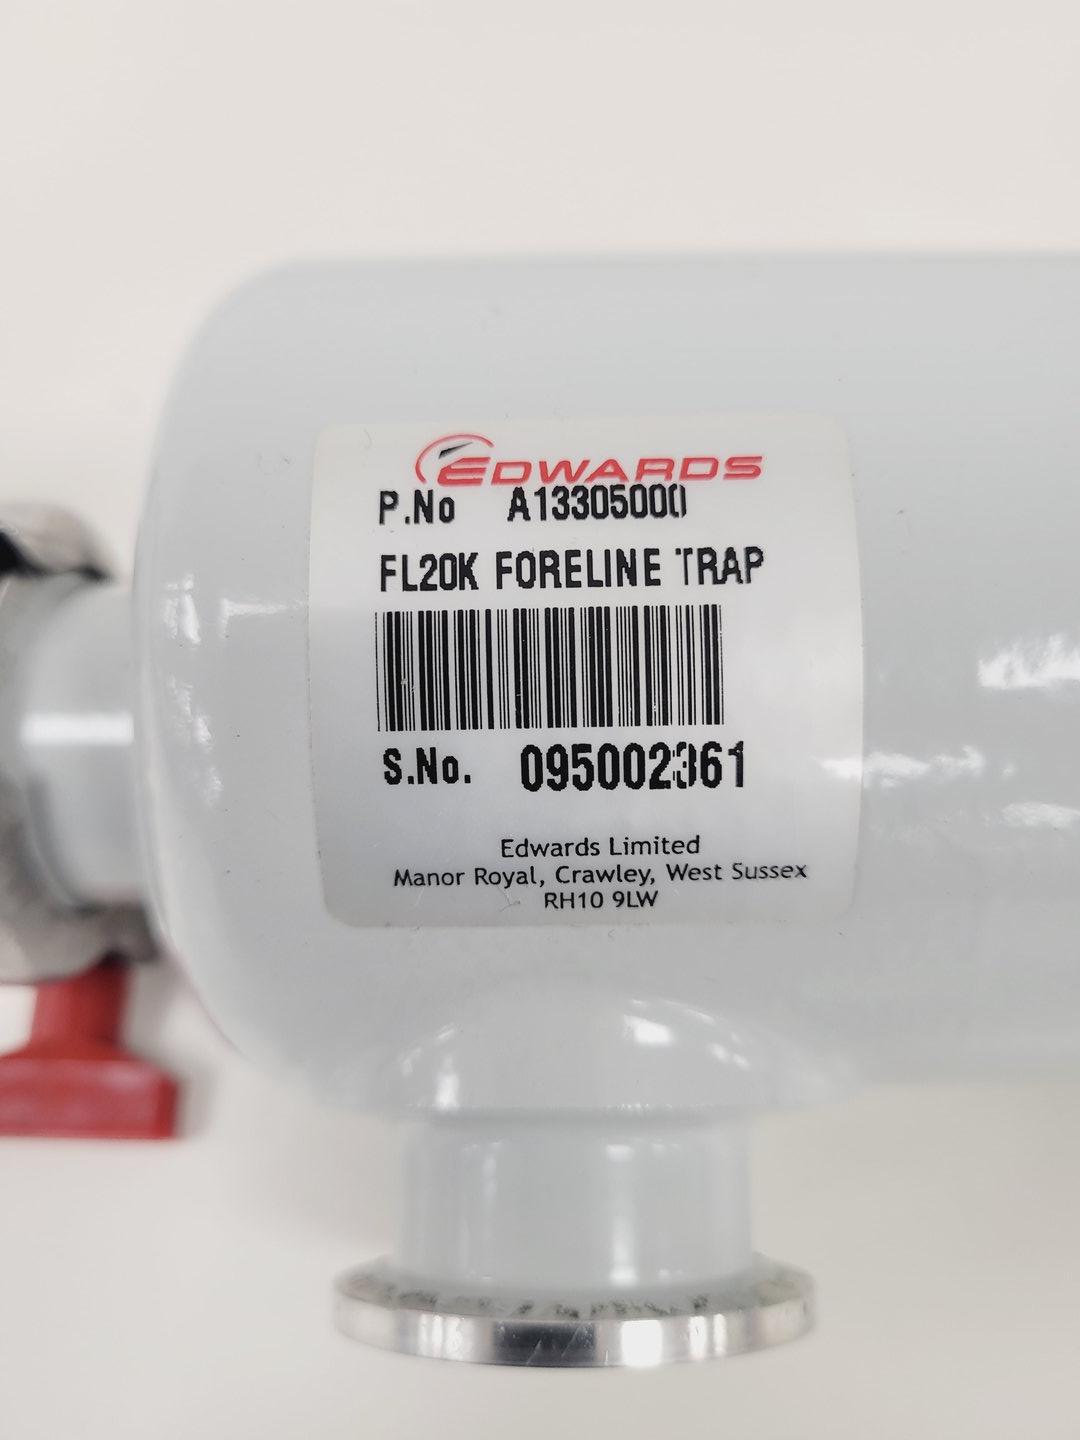 EDWARDS
P.No A13305000
FL20K FORELINE TRAP
S.No. 095002361
Edwards Limited
Manor Royal, Crawley, West Sussex
RH10 9LW